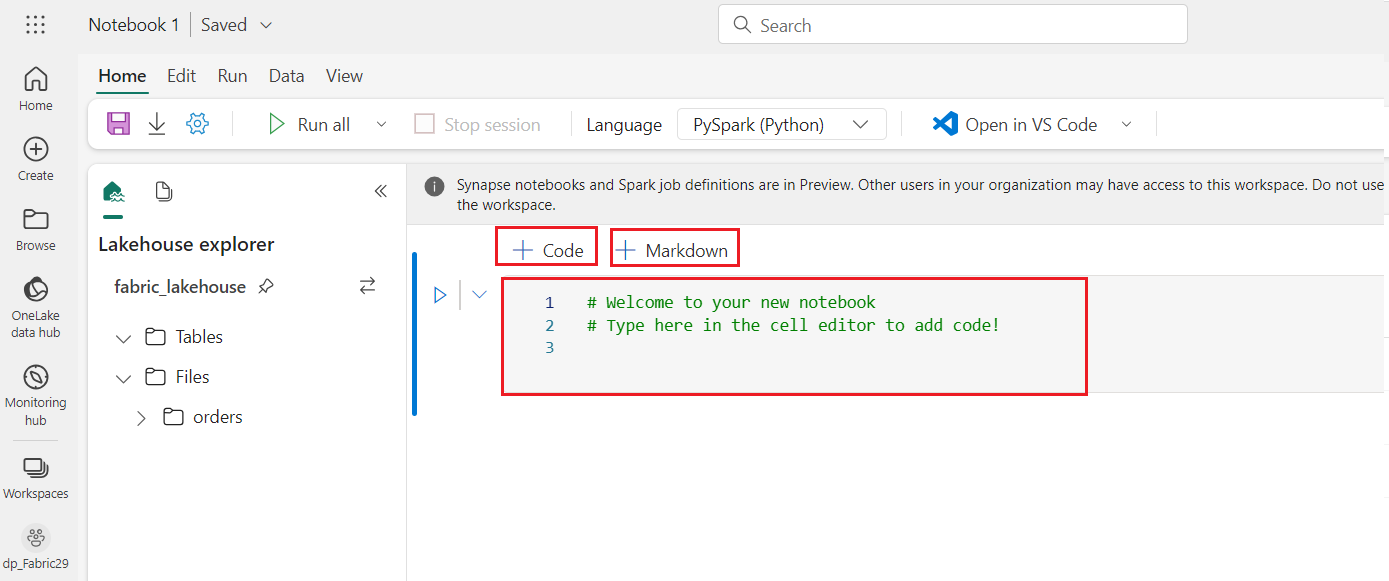 Notebook 1
Saved
Search
Home
Create
Browse
OneLake
data hub
Monitoring
hub
Workspaces
dp_Fabric29
Home Edit Run Data View
Run all
Stop session
Language
PySpark (Python)
Open in VS Code
Lakehouse explorer
fabric_lakehouse
Tables
Files
orders
Synapse notebooks and Spark job definitions are in Preview. Other users in your organization may have access to this workspace. Do not use
the workspace.
Code
Markdown
1 # Welcome to your new notebook
2 # Type here in the cell editor to add code!
3